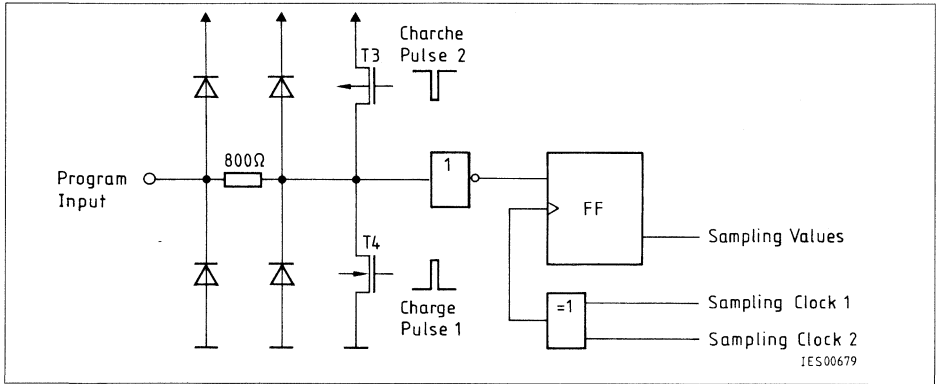 Charche
Pulse 2
T3
800Ω
1
Program
Input
FF
Sampling Values
T4
Charge
Pulse 1
=1
Sampling Clock 1
Sampling Clock 2
IES00679